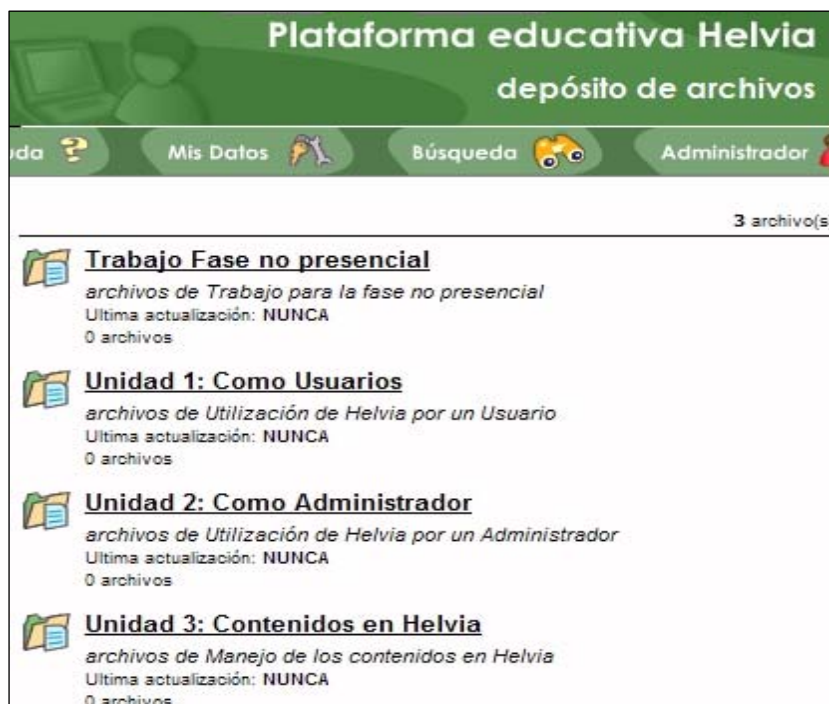 Plataforma educativa Helvia
depósito de archivos
uda Mis Datos Búsqueda Administrador
3 archivo(s
Trabajo Fase no presencial
archivos de Trabajo para la fase no presencial
Ultima actualización: NUNCA
0 archivos
Unidad 1: Como Usuarios
archivos de Utilización de Helvia por un Usuario
Ultima actualización: NUNCA
0 archivos
Unidad 2: Como Administrador
archivos de Utilización de Helvia por un Administrador
Ultima actualización: NUNCA
0 archivos
Unidad 3: Contenidos en Helvia
archivos de Manejo de los contenidos en Helvia
Ultima actualización: NUNCA
0 archivos